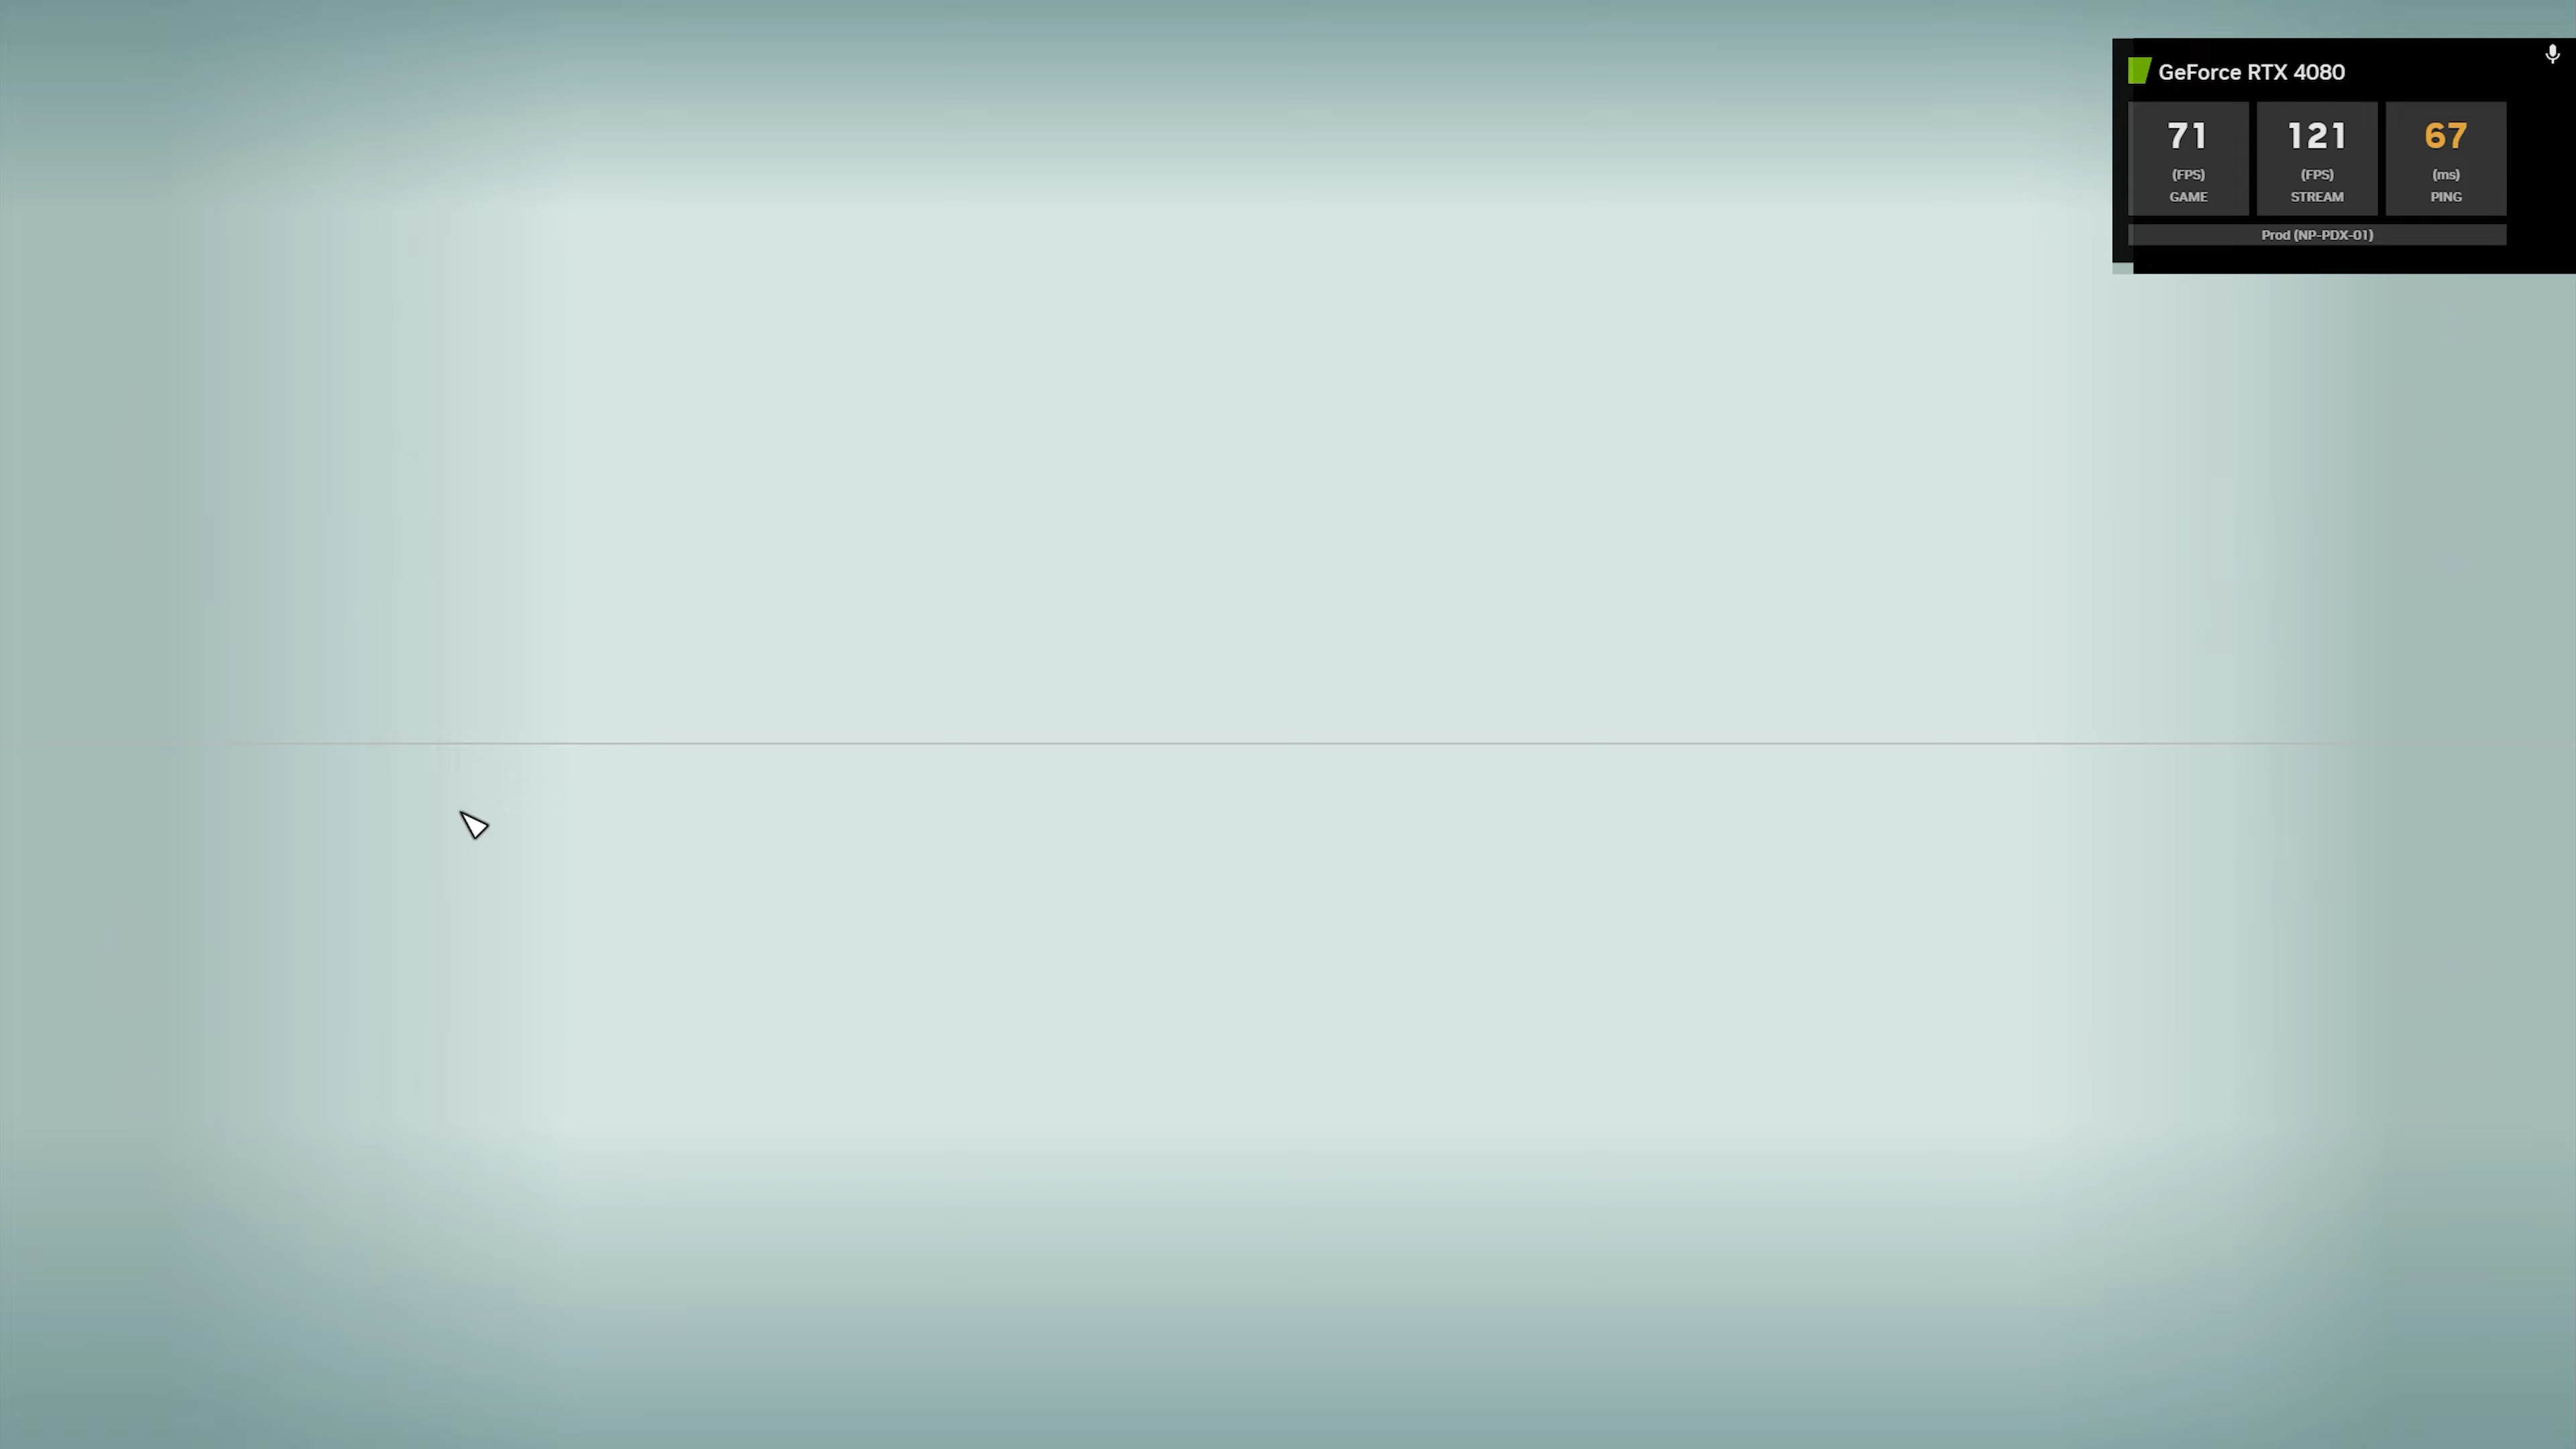 GeForce RTX 4080
71 121 67
(FPS) (FPS) (ms)
GAME STREAM PING
Prod (NP-PDX-01)